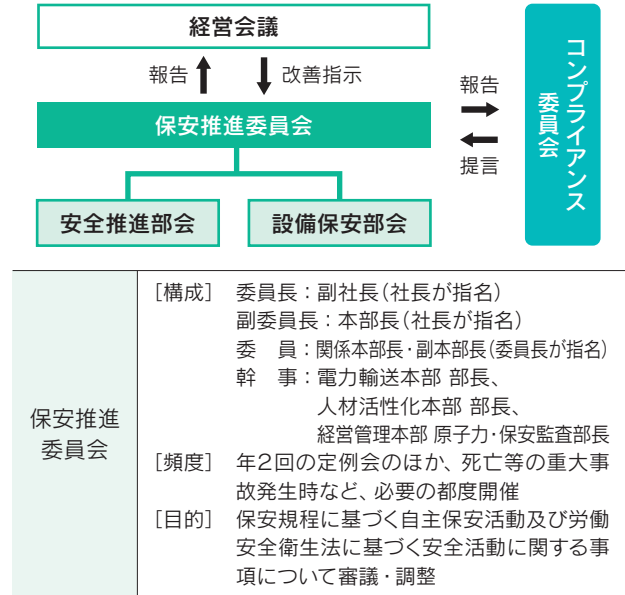 経営会議
報告
改善指示
保安推進委員会
報告
提言
コンプライアンス
委員会
安全推進部会
設備保安部会
保安推進
委員会
［構成］ 委員長：副社長（社長が指名）
副委員長：本部長（社長が指名）
委　員：関係本部長・副本部長（委員長が指名）
幹　事：電力輸送本部 部長、
人材活性化本部 部長、
経営管理本部 原子力・保安監査部長
［頻度］ 年2回の定例会のほか、死亡等の重大事
故発生時など、必要の都度開催
［目的］ 保安規程に基づく自主保安活動及び労働
安全衛生法に基づく安全活動に関する事
項について審議・調整